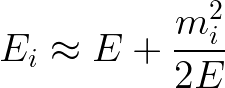 $E_i \approx E + \frac{m_i^2}{2E}$